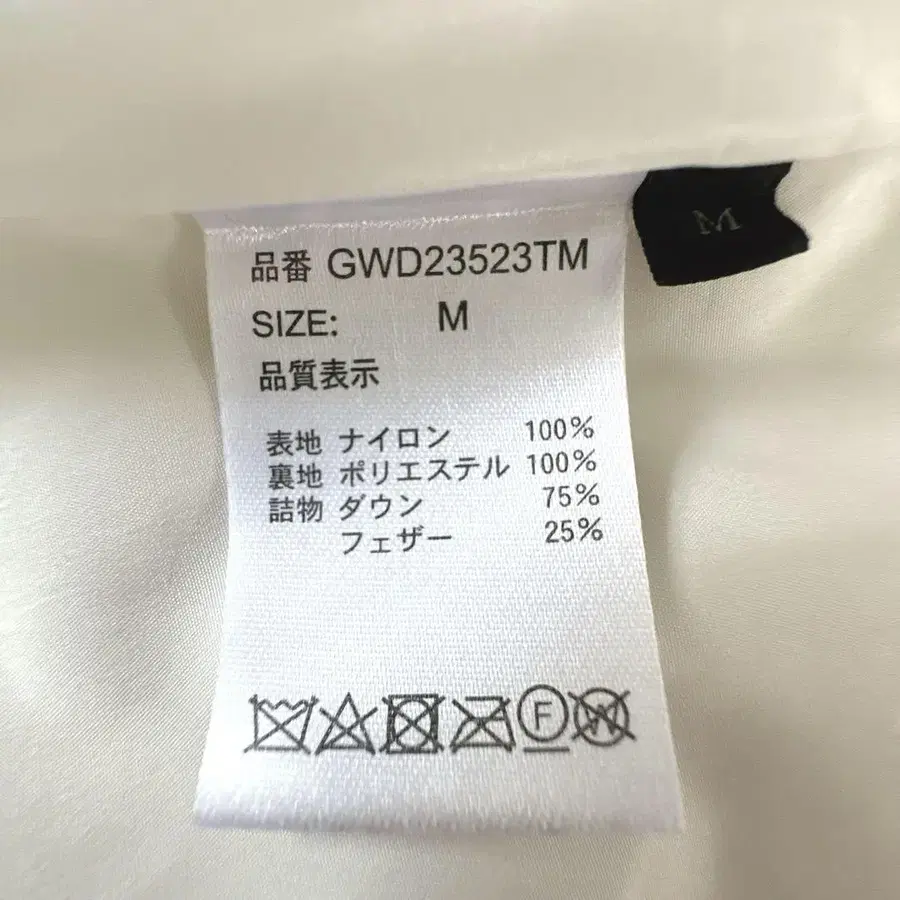 品番 GWD23523TM
SIZE: M
品質表示
表地 ナイロン 100%
裏地 ポリエステル 100%
詰物 ダウン 75%
フェザー 25%
F W
M